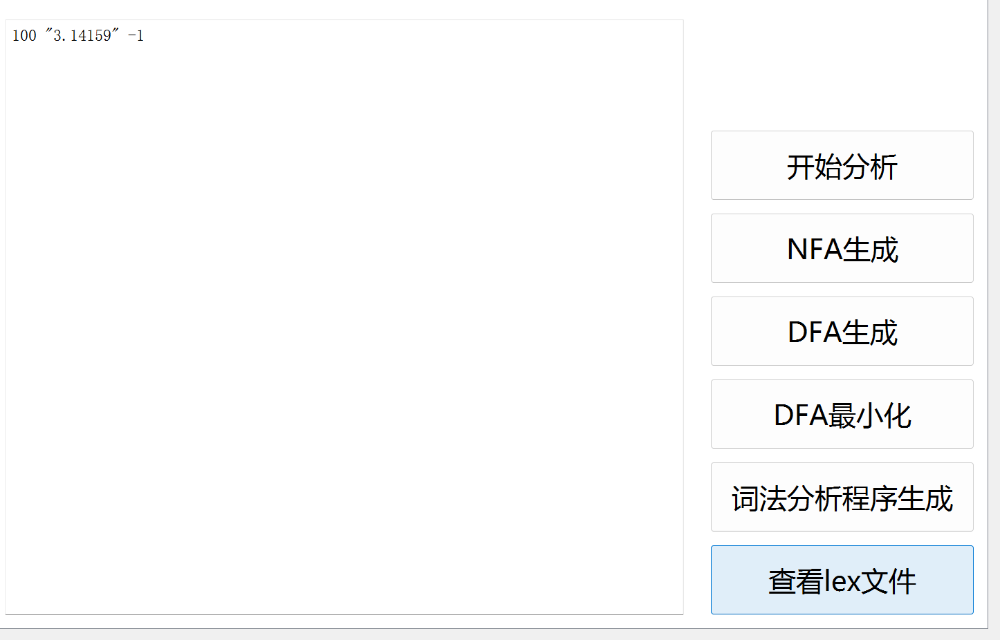 100 "3.14159" -1
开始分析
NFA生成
DFA生成
DFA最小化
词法分析程序生成
查看lex文件